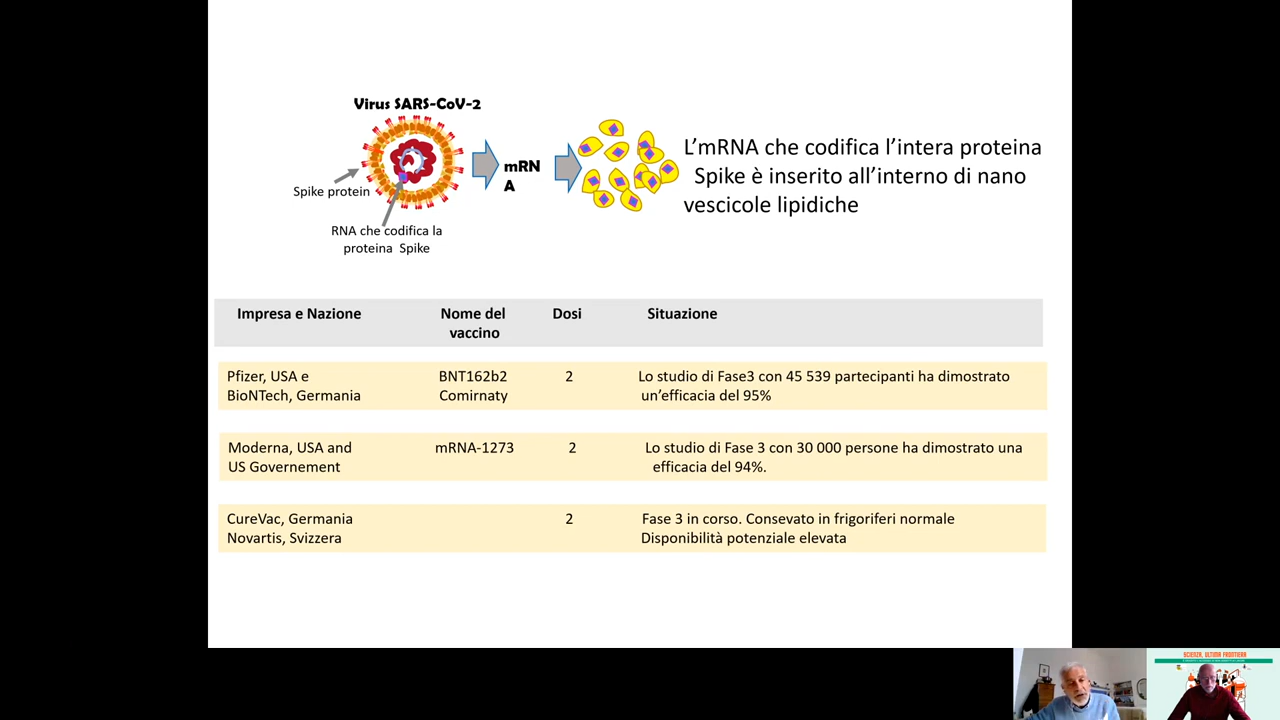 Virus SARS-CoV-2
mRN
A
Spike protein
RNA che codifica la
proteina Spike
L'mRNA che codifica l'intera proteina
Spike è inserito all'interno di nano
vescicole lipidiche
Impresa e Nazione
Nome del
vaccino
Dosi
Situazione
Pfizer, USA e
BioNTech, Germania
BNT162b2
Comirnaty
2
Lo studio di Fase3 con 45 539 partecipanti ha dimostrato
un'efficacia del 95%
Moderna, USA and
US Governement
mRNA-1273
2
Lo studio di Fase 3 con 30 000 persone ha dimostrato una
efficacia del 94%.
CureVac, Germania
Novartis, Svizzera
2
Fase 3 in corso. Consevato in frigoriferi normale
Disponibilità potenziale elevata
SCIENZA, ULTIMA FRONTIERA